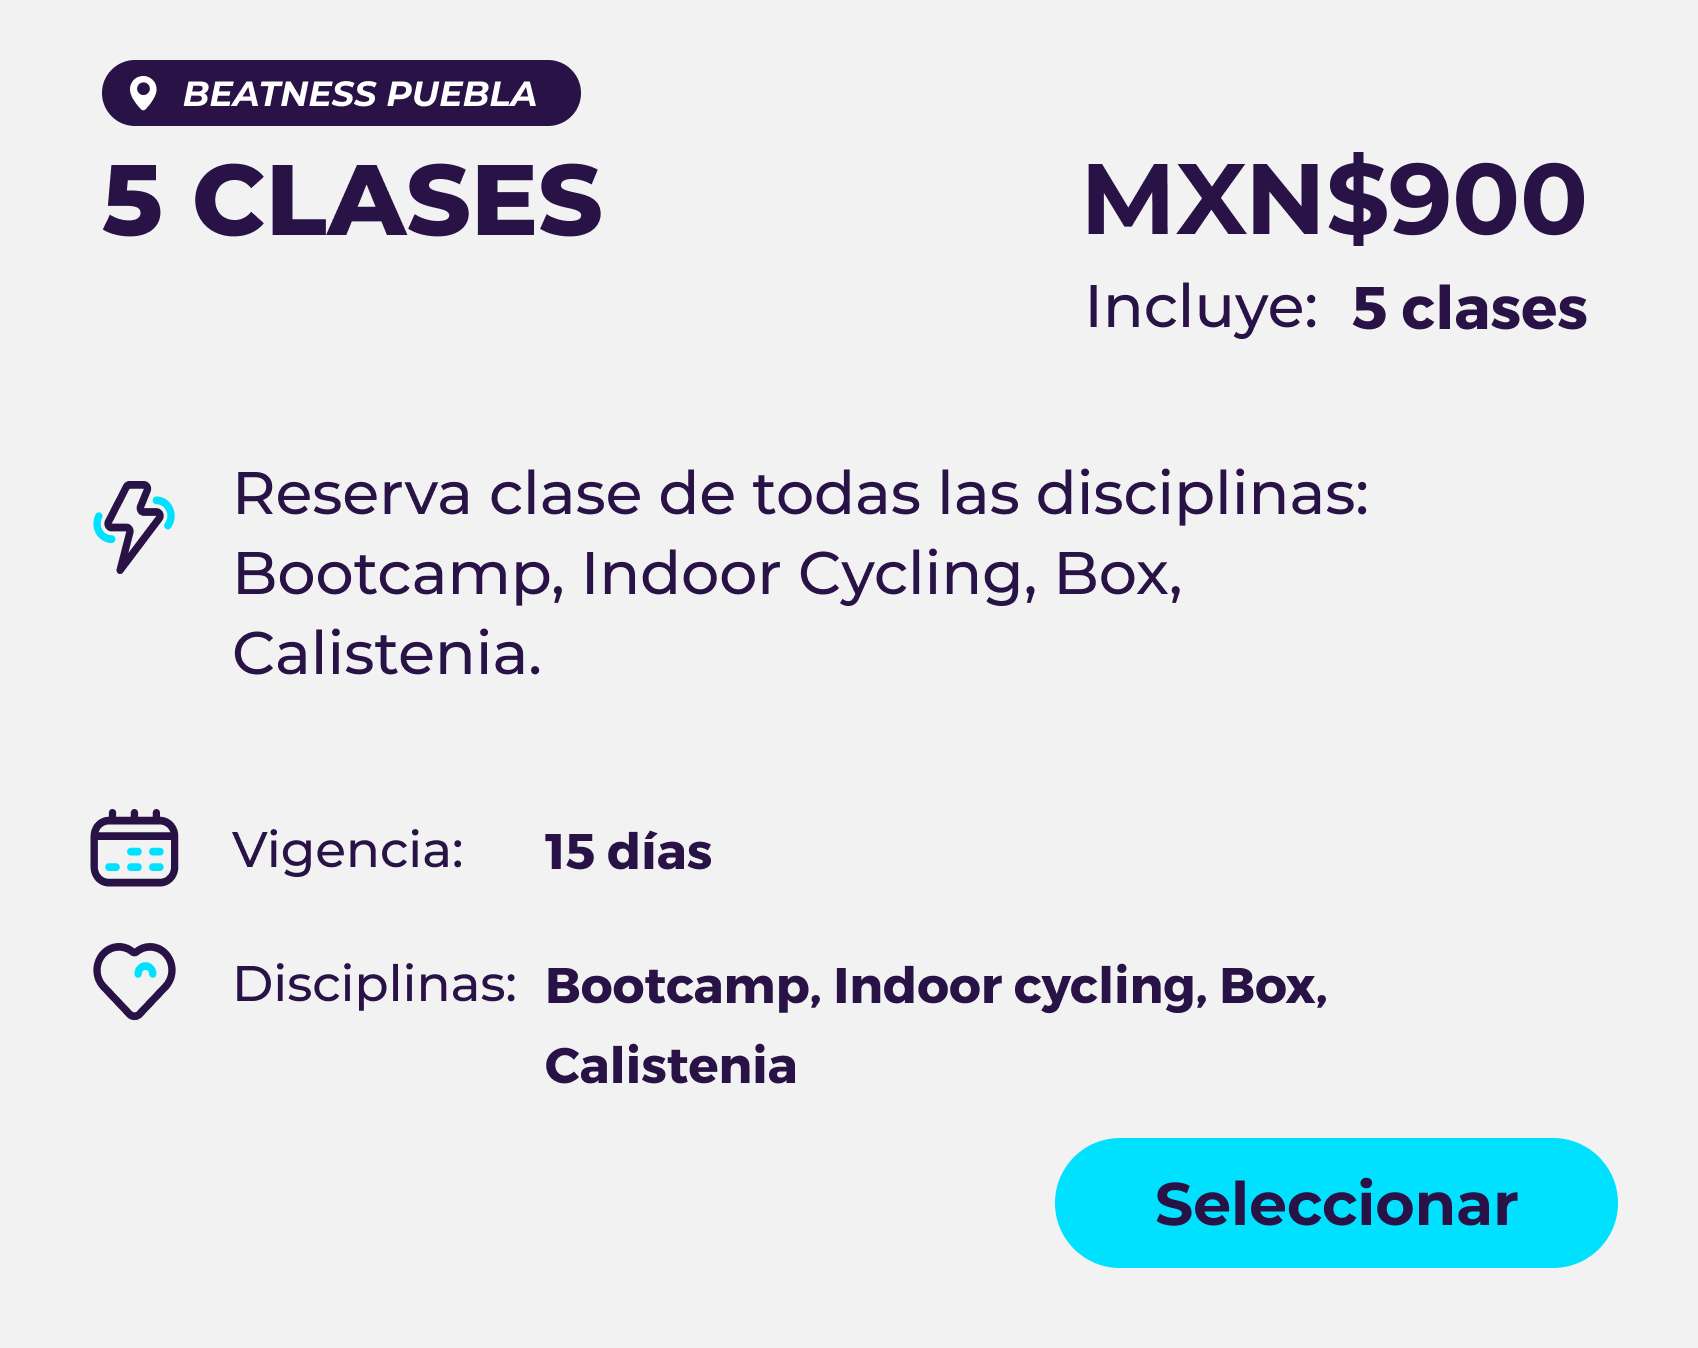 BEATNESS PUEBLA
5 CLASES
MXN$900
Incluye: 5 clases
Reserva clase de todas las disciplinas:
Bootcamp, Indoor Cycling, Box,
Calistenia.
Vigencia: 15 días
Disciplinas: Bootcamp, Indoor cycling, Box,
Calistenia
Seleccionar